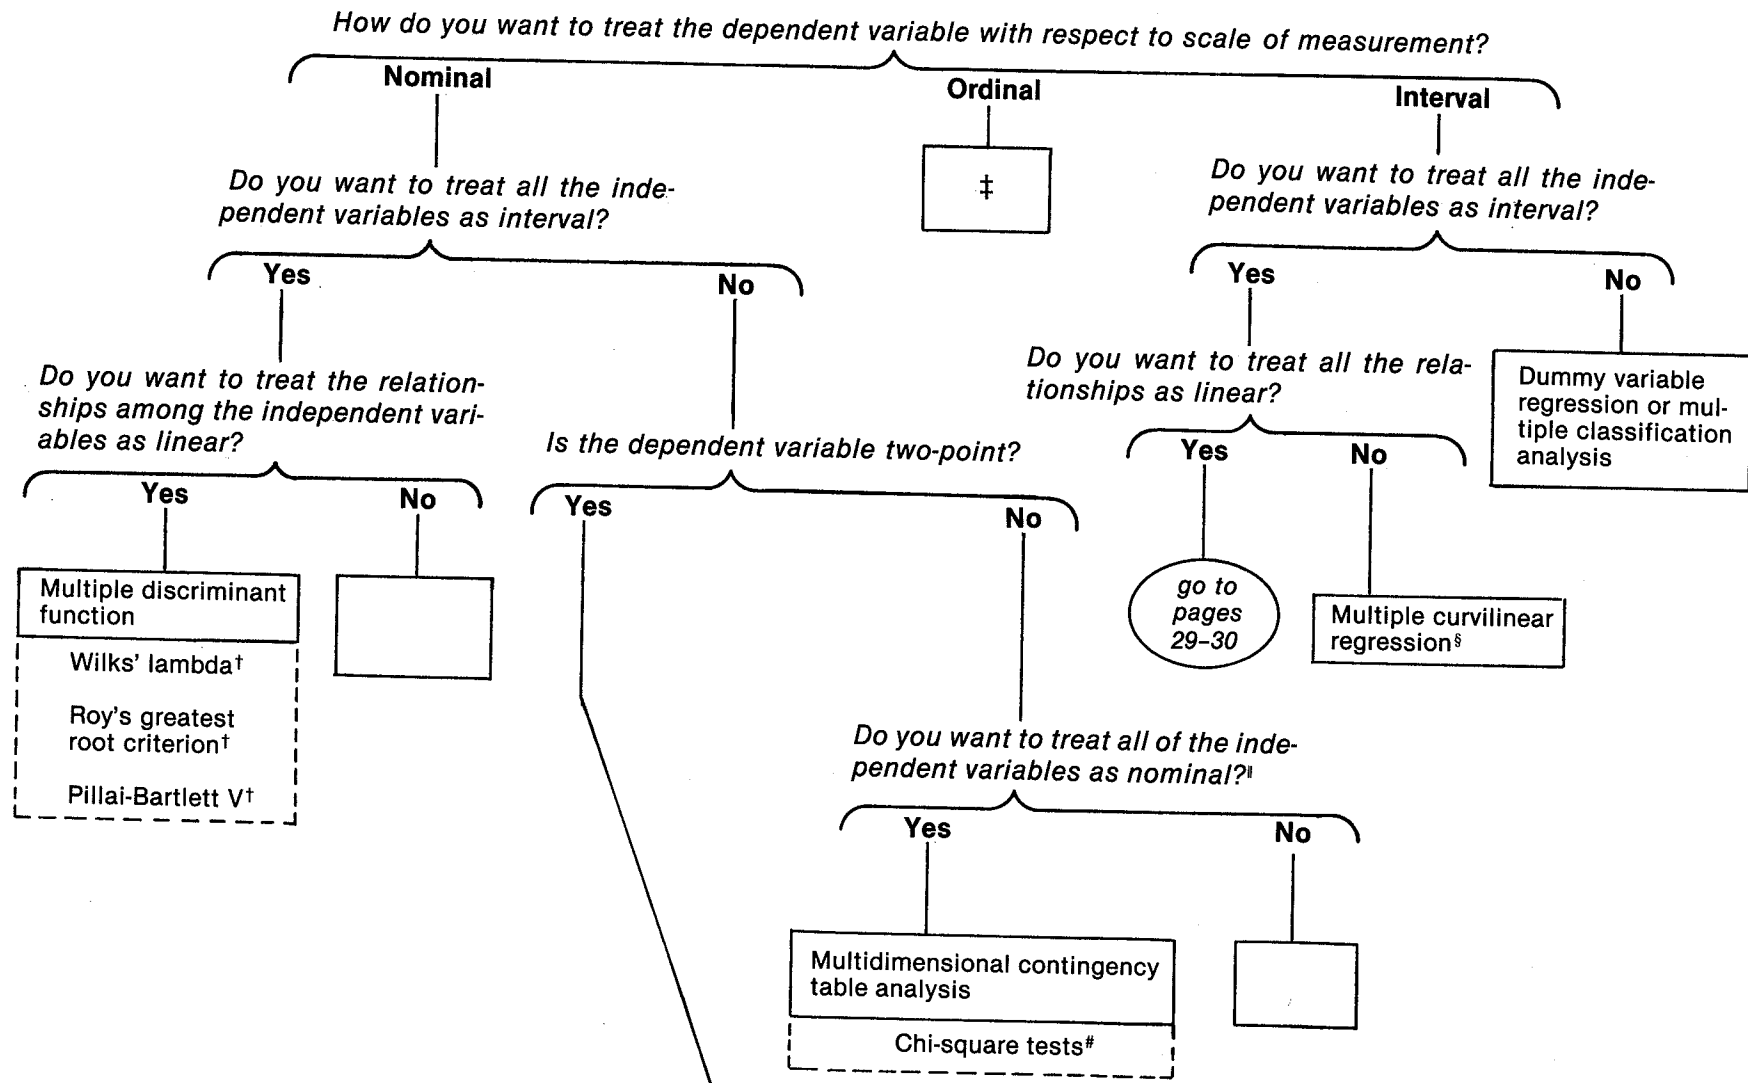 How do you want to treat the dependent variable with respect to scale of measurement?
Nominal
Ordinal
Interval
Do you want to treat all the inde-
pendent variables as interval?
‡
Do you want to treat all the inde-
pendent variables as interval?
Yes
No
Yes
No
Do you want to treat the relation-
ships among the independent vari-
ables as linear?
Is the dependent variable two-point?
Do you want to treat all the rela-
tionships as linear?
Dummy variable
regression or mul-
tiple classification
analysis
Yes
No
Yes
No
Yes
No
Multiple discriminant
function
Wilks' lambda†
Roy's greatest
root criterion†
Pillai-Bartlett V†
go to
pages
29–30
Multiple curvilinear
regression§
Do you want to treat all of the inde-
pendent variables as nominal?‖
Yes
No
Multidimensional contingency
table analysis
Chi-square tests#